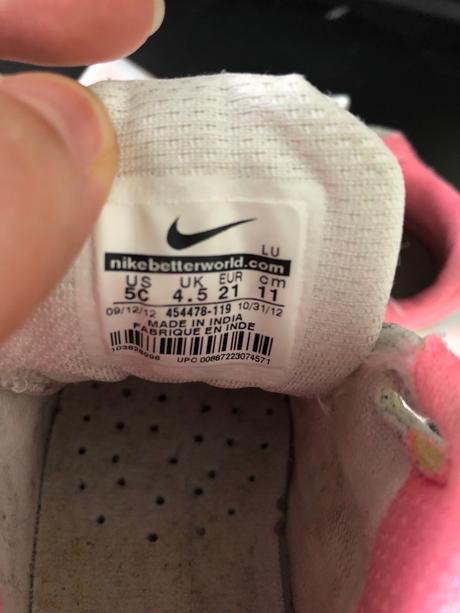 LU
nikebetterworld.com
US UK EUR cm
5C 4.5 21 11
09/12/12 454478-119 10/31/12
MADE IN INDIA
FABRIQUE EN INDE
UPC 00887223074571